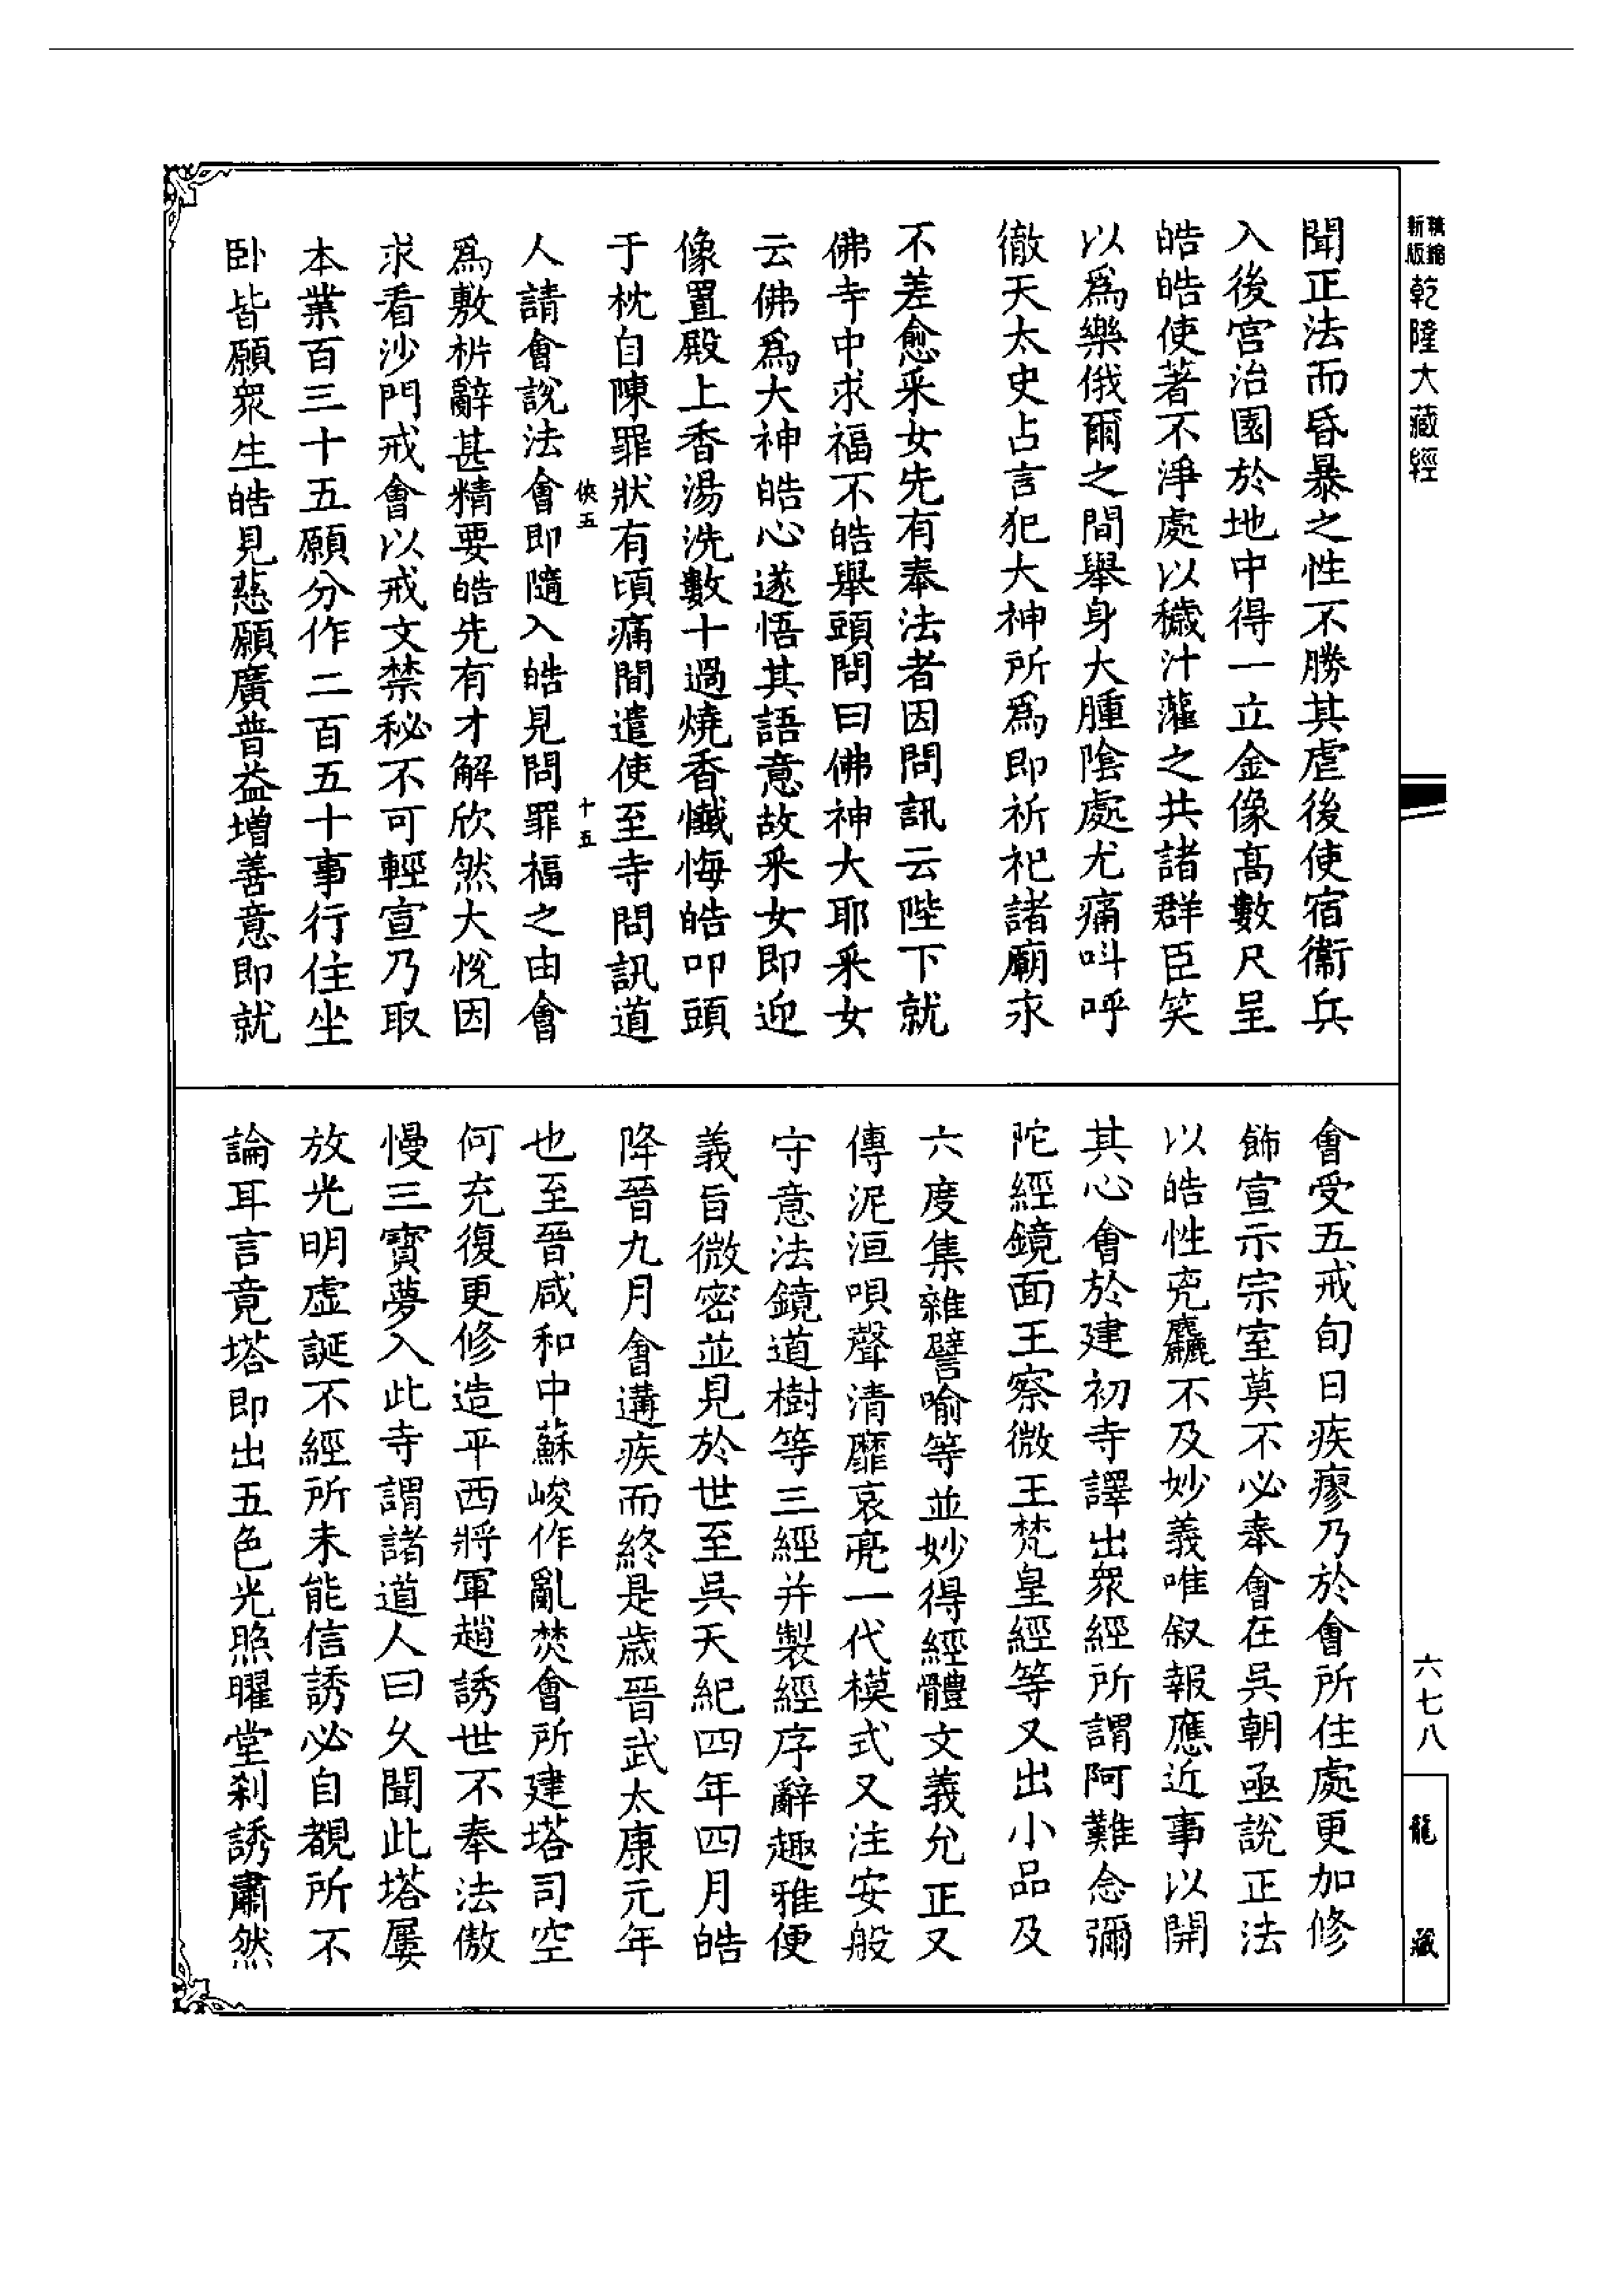 新版精縮乾隆大藏經
聞正法而昏暴之性不勝其虐後使宿衞兵
入後宮治園於地中得一立金像高數尺呈
皓皓使著不淨處以穢汁灌之共諸群臣笑
以爲樂俄爾之間舉身大腫陰處尤痛呌呼
徹天太史占言犯大神所爲即祈祀諸廟求
不差愈采女先有奉法者因問訊云陛下就
佛寺中求福不皓舉頭問曰佛神大耶采女
云佛爲大神皓心遂悟其語意故采女即迎
像置殿上香湯洗數十過燒香懺悔皓叩頭
于枕自陳罪狀有頃痛間遣使至寺問訊道
俠五 十五
人請會說法會即隨入皓見問罪福之由會
爲敷析辭甚精要皓先有才解欣然大悅因
求看沙門戒會以戒文禁秘不可輕宣乃取
本業百三十五願分作二百五十事行住坐
卧皆願衆生皓見慈願廣普益增善意即就
會受五戒旬日疾瘳乃於會所住處更加修
飾宣示宗室莫不必奉會在吳朝亟說正法
以皓性兇麤不及妙義唯叙報應近事以開
其心會於建初寺譯出衆經所謂阿難念彌
陀經鏡面王察微王梵皇經等又出小品及
六度集雜譬喻等並妙得經體文義允正又
傳泥洹唄聲清靡哀亮一代模式又注安般
守意法鏡道樹等三經并製經序辭趣雅便
義旨微密並見於世至吳天紀四年四月皓
降晉九月會遘疾而終是歲晉武太康元年
也至晉咸和中蘇峻作亂焚會所建塔司空
何充復更修造平西將軍趙誘世不奉法傲
慢三寶夢入此寺謂諸道人曰久聞此塔屢
放光明虛誕不經所未能信誘必自覩所不
論耳言竟塔即出五色光照曜堂刹誘肅然
六七八
龍藏